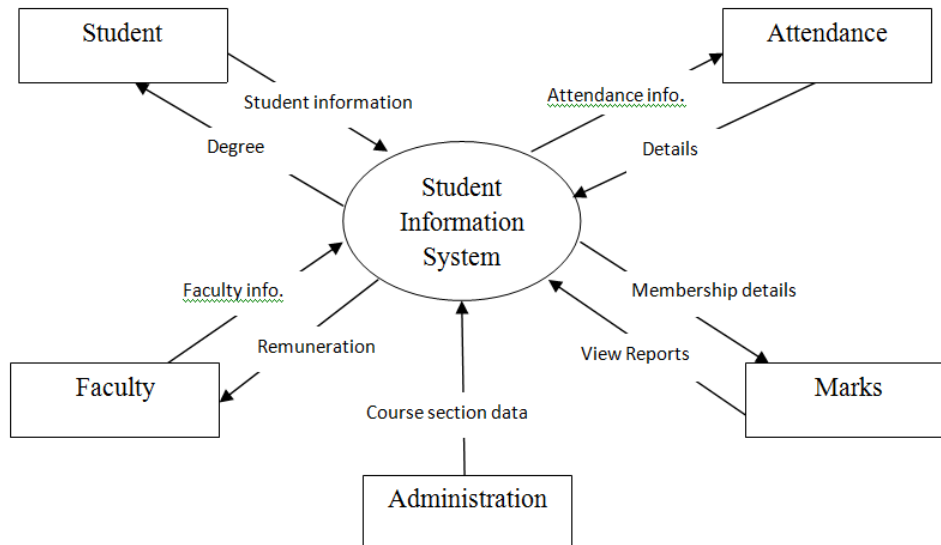 Student
Attendance
Student information
Attendance info.
Degree
Details
Student
Information
System
Faculty info.
Membership details
Remuneration
View Reports
Faculty
Marks
Course section data
Administration